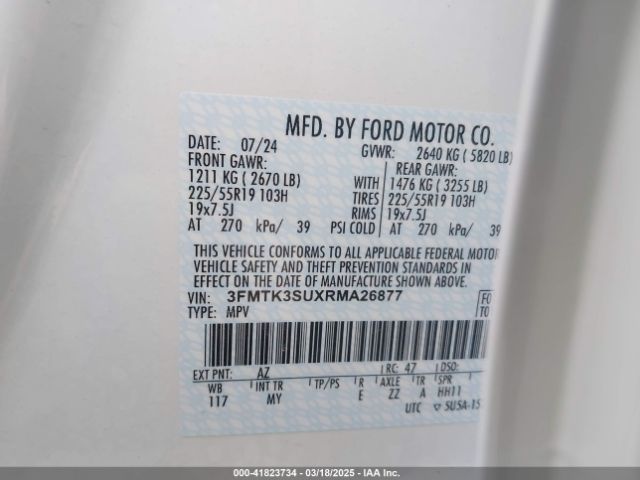 MFD. BY FORD MOTOR CO.
DATE: 07/24 GVWR: 2640 KG ( 5820 LB)
FRONT GAWR: REAR GAWR:
1211 KG ( 2670 LB) WITH 1476 KG ( 3255 LB)
225/55R19 103H TIRES 225/55R19 103H
19x7.5J RIMS 19x7.5J
AT 270 kPa/ 39 PSI COLD AT 270 kPa/ 39
THIS VEHICLE CONFORMS TO ALL APPLICABLE FEDERAL MOTOR
VEHICLE SAFETY AND THEFT PREVENTION STANDARDS IN
EFFECT ON THE DATE OF MANUFACTURE SHOWN ABOVE.
VIN: 3FMTK3SUXRMA26877 FO
TYPE: MPV TO
EXT PNT: AZ RC: 47 DSO:
WB INT TR TP/PS R AXLE TR SPR
117 MY E ZZ A HH11
UTC ▽ SUSA-15
000-41823734 - 03/18/2025 - IAAI Inc.